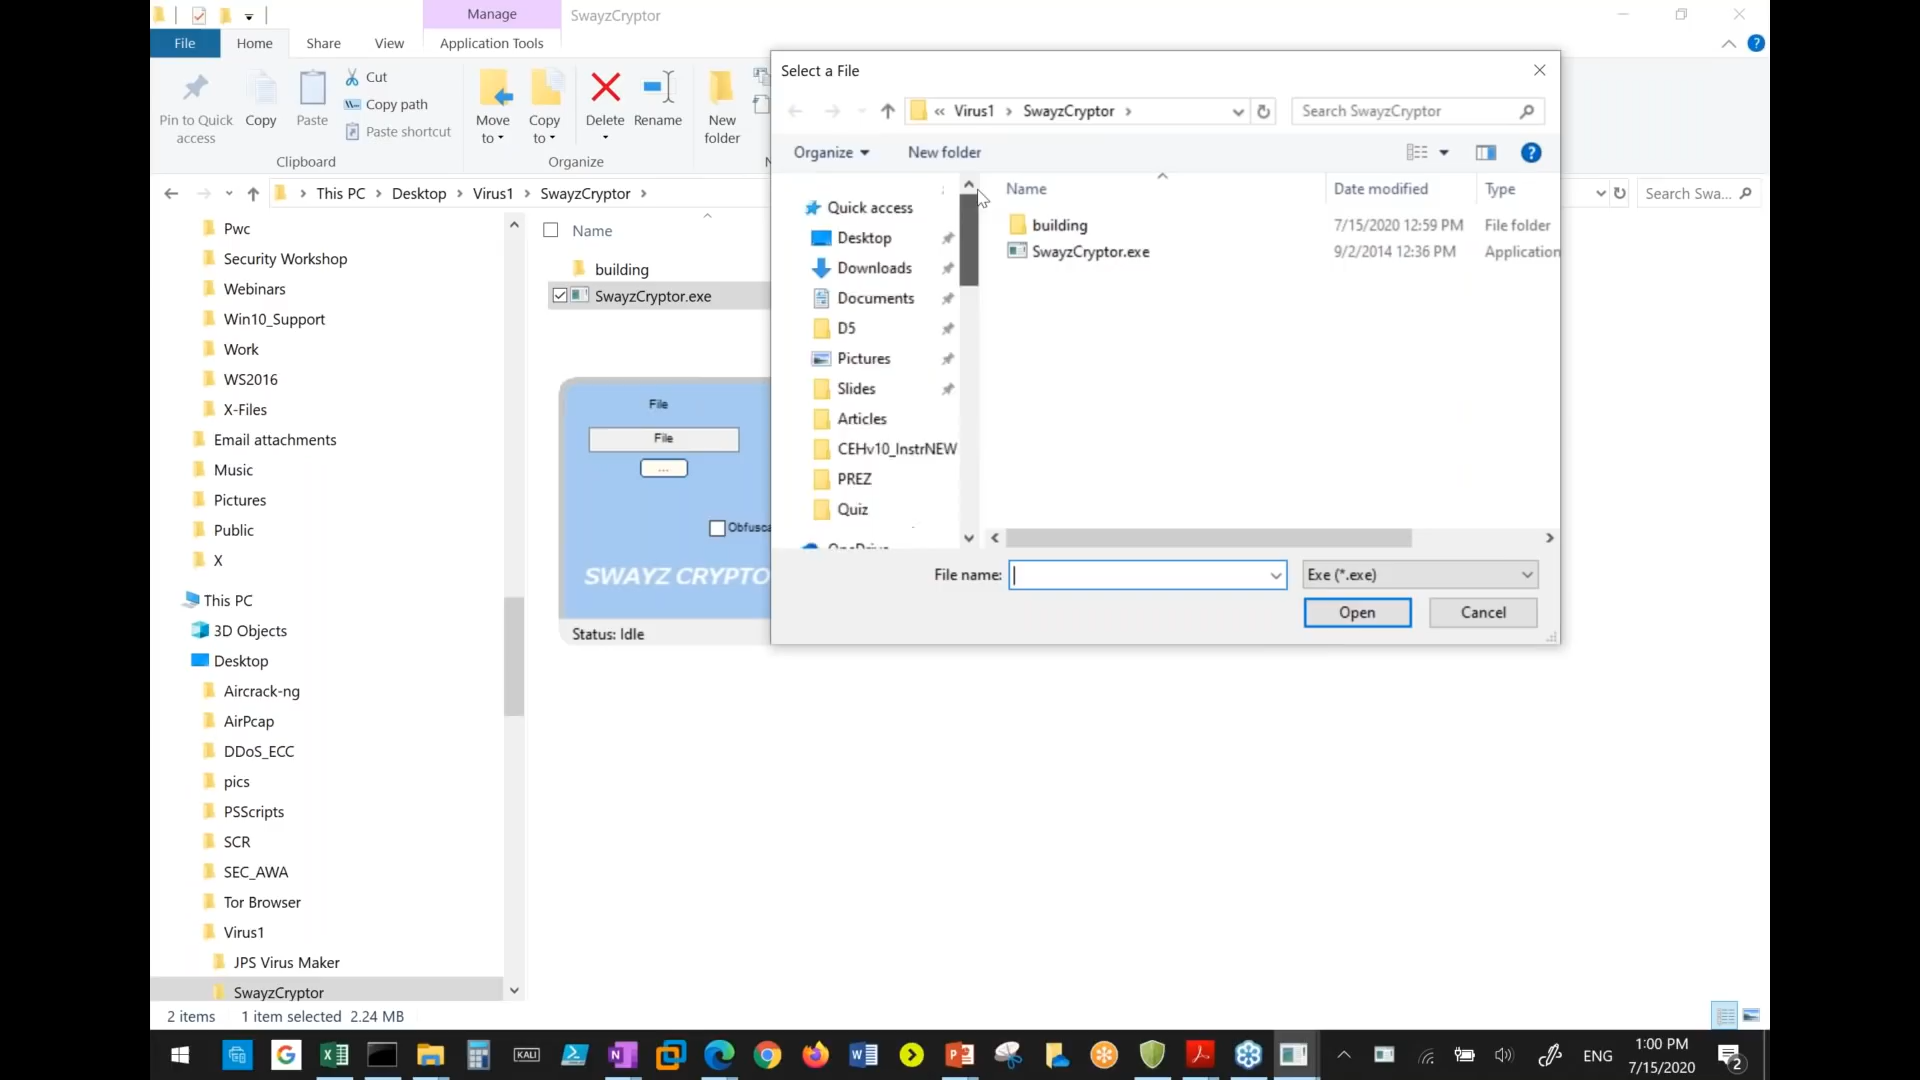 Manage
SwayzCryptor
File
Home
Share
View
Application Tools
Pin to Quick access
Copy
Paste
Cut
Copy path
Paste shortcut
Move to
Copy to
Delete
Rename
New folder
Clipboard
Organize
This PC
Desktop
Virus1
SwayzCryptor
Search Swa...
Pwc
Security Workshop
Webinars
Win10_Support
Work
WS2016
X-Files
Email attachments
Music
Pictures
Public
X
This PC
3D Objects
Desktop
Aircrack-ng
AirPcap
DDoS_ECC
pics
PSScripts
SCR
SEC_AWA
Tor Browser
Virus1
JPS Virus Maker
SwayzCryptor
Name
building
SwayzCryptor.exe
File
File
...
Obfusca
SWAYZ CRYPTO
Status: Idle
Select a File
« Virus1 › SwayzCryptor ›
Search SwayzCryptor
Organize
New folder
Quick access
Desktop
Downloads
Documents
D5
Pictures
Slides
Articles
CEHv10_InstrNEW
PREZ
Quiz
OneDrive
Name
Date modified
Type
building
7/15/2020 12:59 PM
File folder
SwayzCryptor.exe
9/2/2014 12:36 PM
Application
File name:
Exe (*.exe)
Open
Cancel
2 items
1 item selected 2.24 MB
KALI
ENG
1:00 PM
7/15/2020
2